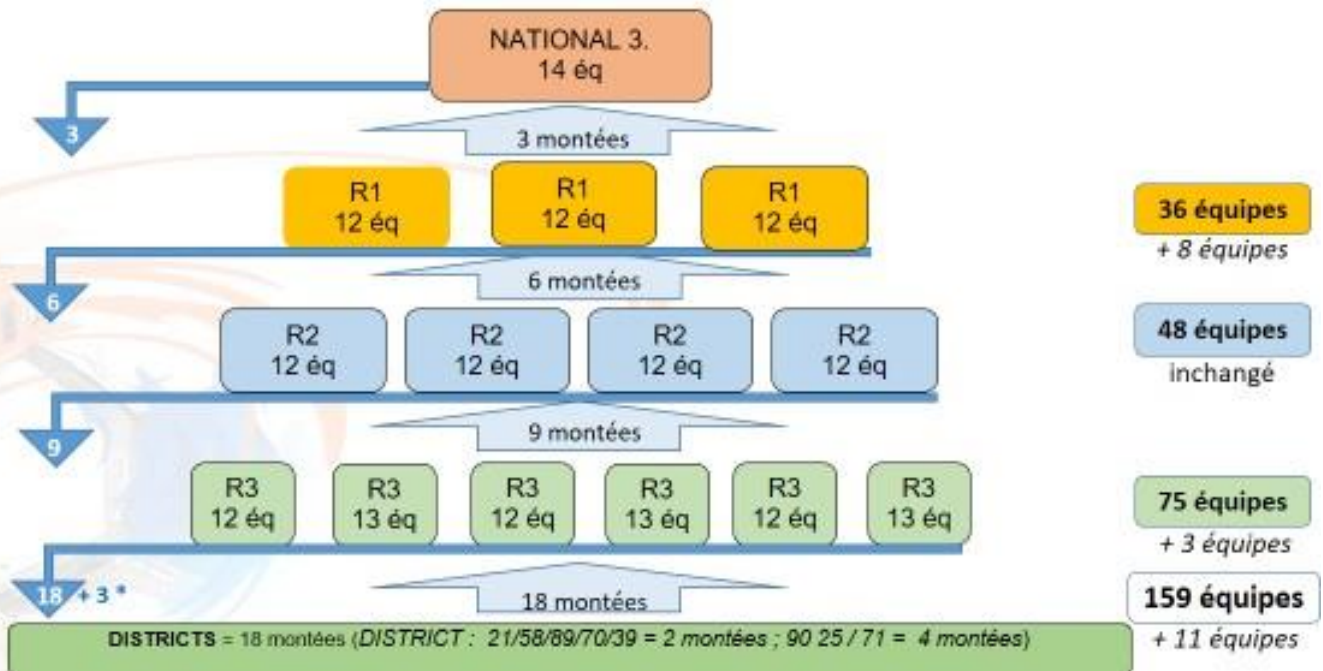 NATIONAL 3.
14 éq
3
3 montées
R1
12 éq
R1
12 éq
R1
12 éq
36 équipes
+ 8 équipes
6
6 montées
R2
12 éq
R2
12 éq
R2
12 éq
R2
12 éq
48 équipes
inchangé
9
9 montées
R3
12 éq
R3
13 éq
R3
12 éq
R3
13 éq
R3
12 éq
R3
13 éq
75 équipes
+ 3 équipes
18 + 3 *
18 montées
159 équipes
+ 11 équipes
DISTRICTS = 18 montées (DISTRICT : 21/58/89/70/39 = 2 montées ; 90 25 / 71 = 4 montées)